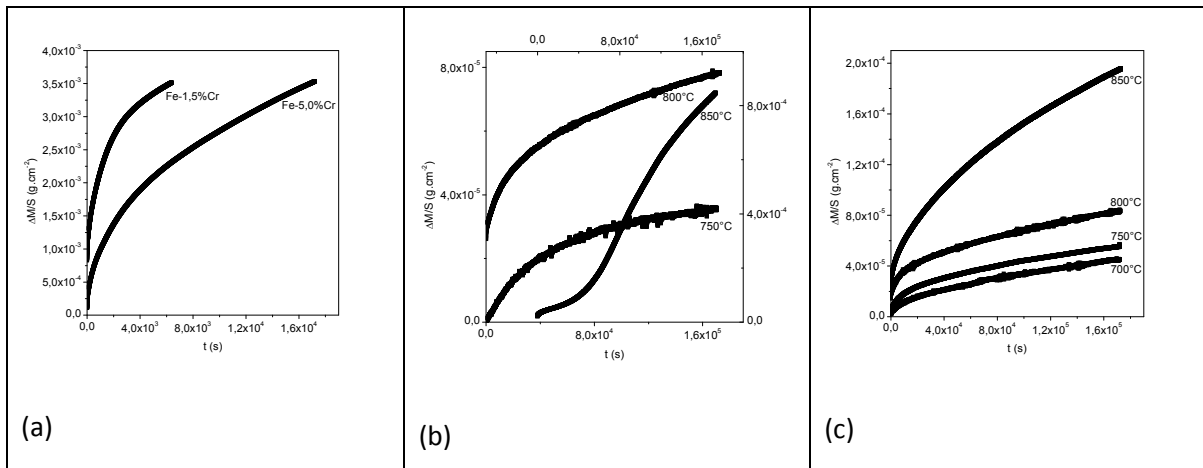 4,0x10⁻³
3,5x10⁻³
3,0x10⁻³
2,5x10⁻³
2,0x10⁻³
1,5x10⁻³
1,0x10⁻³
5,0x10⁻⁴
0,0
ΔM/S (g.cm⁻²)
Fe-1,5%Cr
Fe-5,0%Cr
0,0 4,0x10³ 8,0x10³ 1,2x10⁴ 1,6x10⁴
t (s)
(a)
0,0 8,0x10⁴ 1,6x10⁵
8,0x10⁻⁵
4,0x10⁻⁵
0,0
ΔM/S (g.cm⁻²)
800°C
850°C
750°C
8,0x10⁻⁴
4,0x10⁻⁴
0,0
0,0 8,0x10⁴ 1,6x10⁵
t (s)
(b)
2,0x10⁻⁴
1,6x10⁻⁴
1,2x10⁻⁴
8,0x10⁻⁵
4,0x10⁻⁵
0,0
ΔM/S (g.cm⁻²)
850°C
800°C
750°C
700°C
0,0 4,0x10⁴ 8,0x10⁴ 1,2x10⁵ 1,6x10⁵
t (s)
(c)